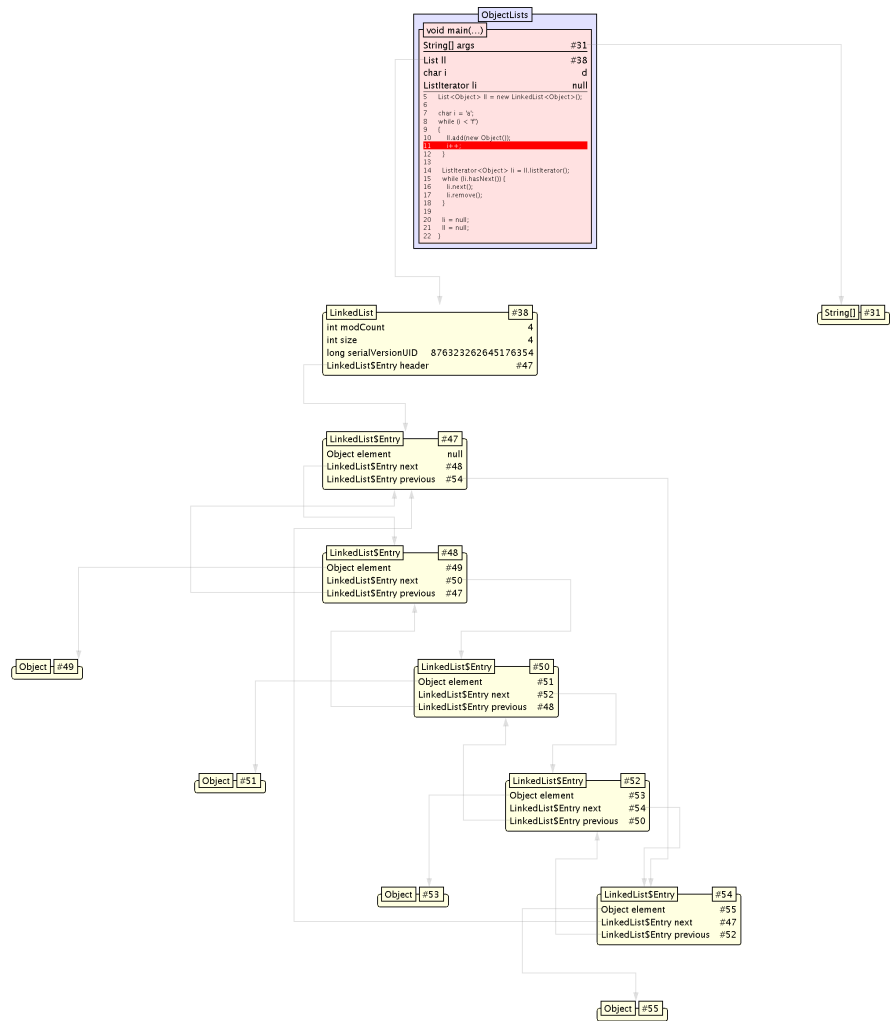 ObjectLists
void main(...)
String[] args #31
List ll #38
char i d
ListIterator li null
5 List<Object> ll = new LinkedList<Object>();
6
7 char i = 'a';
8 while (i < 'f')
9 {
10 ll.add(new Object());
11 i++;
12 }
13
14 ListIterator<Object> li = ll.listIterator();
15 while (li.hasNext()) {
16 li.next();
17 li.remove();
18 }
19
20 li = null;
21 ll = null;
22 }
LinkedList #38
int modCount 4
int size 4
long serialVersionUID 876323262645176354
LinkedList$Entry header #47
String[] #31
LinkedList$Entry #47
Object element null
LinkedList$Entry next #48
LinkedList$Entry previous #54
LinkedList$Entry #48
Object element #49
LinkedList$Entry next #50
LinkedList$Entry previous #47
Object #49
LinkedList$Entry #50
Object element #51
LinkedList$Entry next #52
LinkedList$Entry previous #48
Object #51
LinkedList$Entry #52
Object element #53
LinkedList$Entry next #54
LinkedList$Entry previous #50
Object #53
LinkedList$Entry #54
Object element #55
LinkedList$Entry next #47
LinkedList$Entry previous #52
Object #55